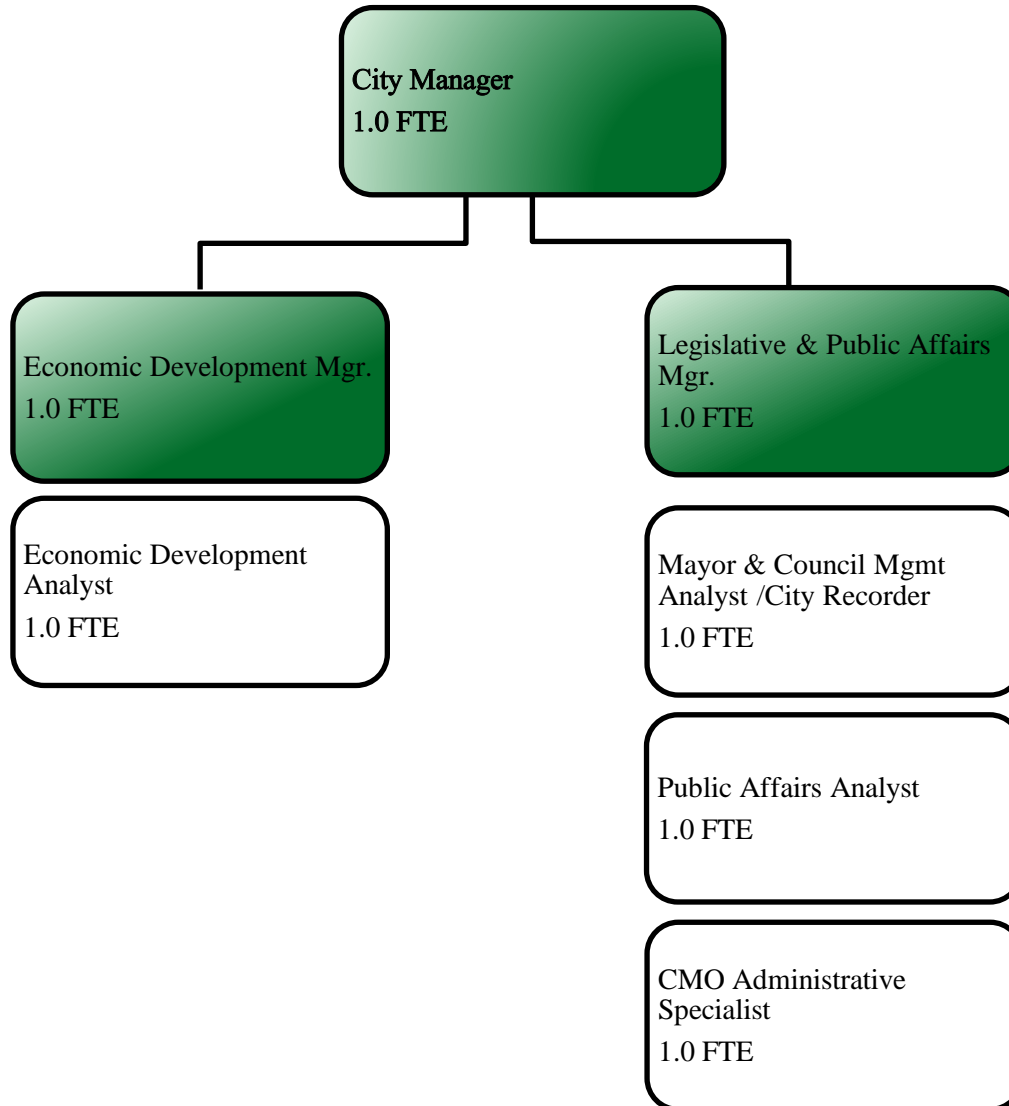 City Manager
1.0 FTE
Economic Development Mgr.
1.0 FTE
Economic Development
Analyst
1.0 FTE
Legislative & Public Affairs
Mgr.
1.0 FTE
Mayor & Council Mgmt
Analyst /City Recorder
1.0 FTE
Public Affairs Analyst
1.0 FTE
CMO Administrative
Specialist
1.0 FTE